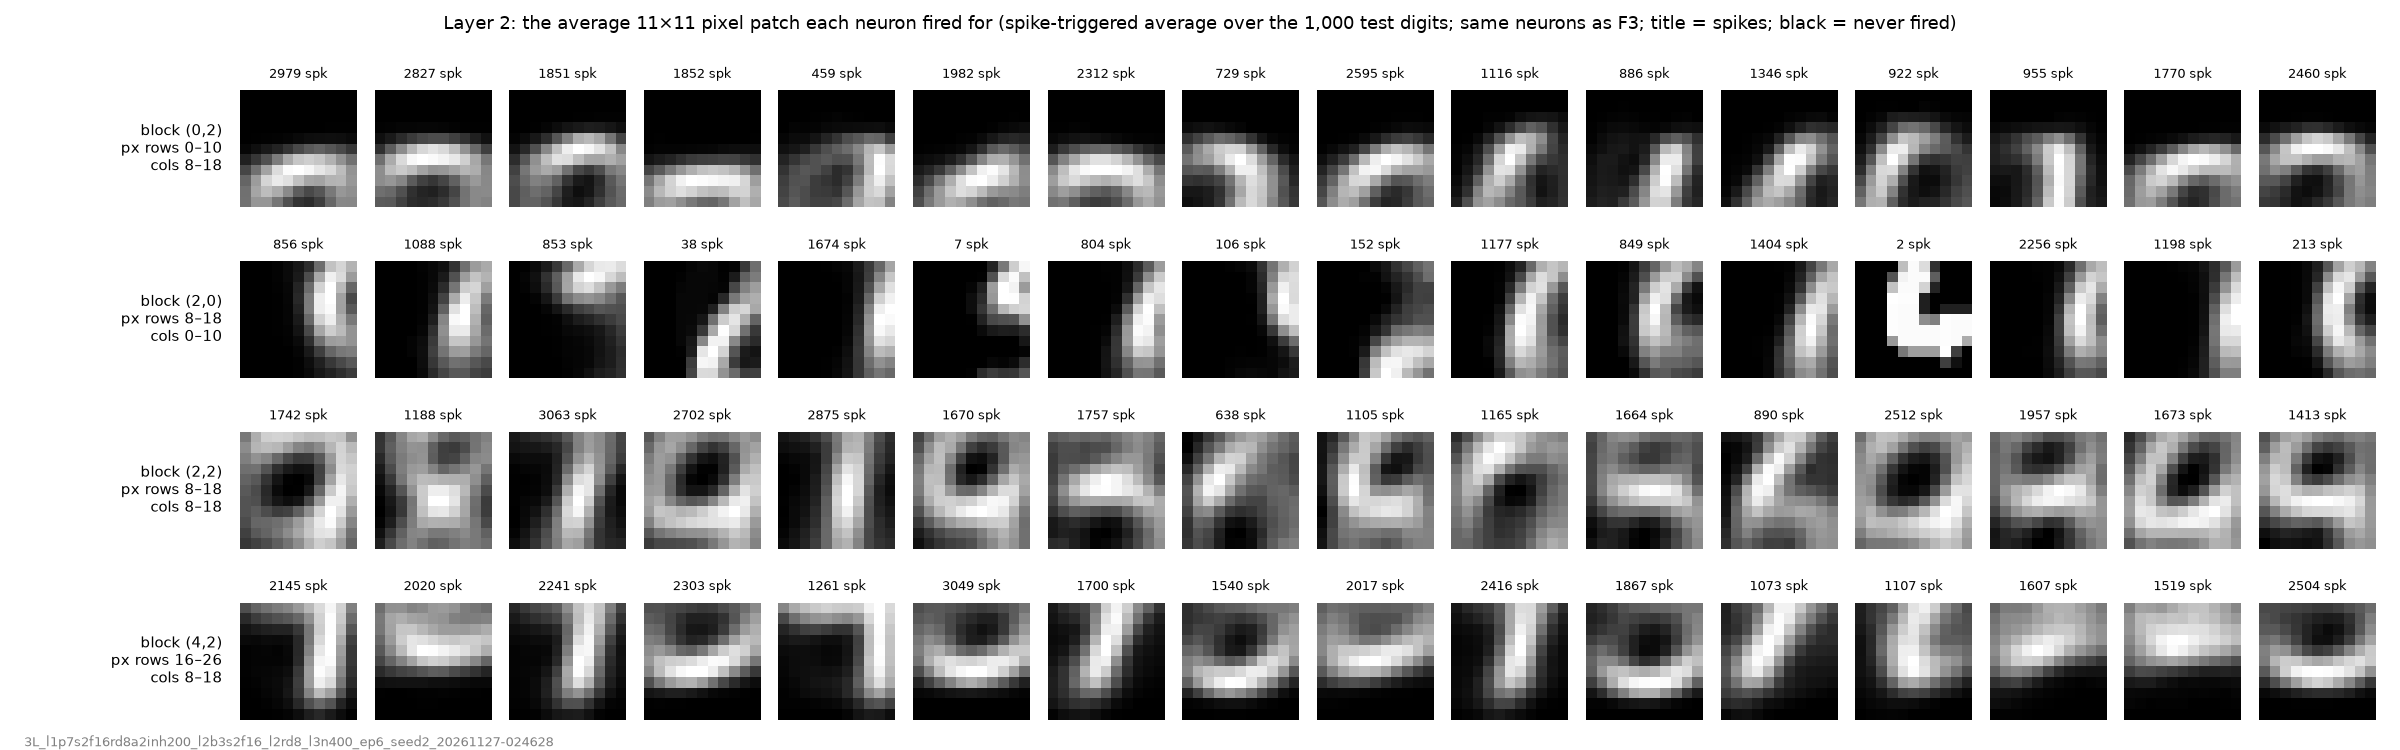 Layer 2: the average 11×11 pixel patch each neuron fired for (spike-triggered average over the 1,000 test digits; same neurons as F3; title = spikes; black = never fired)
2979 spk 2827 spk 1851 spk 1852 spk 459 spk 1982 spk 2312 spk 729 spk 2595 spk 1116 spk 886 spk 1346 spk 922 spk 955 spk 1770 spk 2460 spk
block (0,2)
px rows 0–10
cols 8–18
856 spk 1088 spk 853 spk 38 spk 1674 spk 7 spk 804 spk 106 spk 152 spk 1177 spk 849 spk 1404 spk 2 spk 2256 spk 1198 spk 213 spk
block (2,0)
px rows 8–18
cols 0–10
1742 spk 1188 spk 3063 spk 2702 spk 2875 spk 1670 spk 1757 spk 638 spk 1105 spk 1165 spk 1664 spk 890 spk 2512 spk 1957 spk 1673 spk 1413 spk
block (2,2)
px rows 8–18
cols 8–18
2145 spk 2020 spk 2241 spk 2303 spk 1261 spk 3049 spk 1700 spk 1540 spk 2017 spk 2416 spk 1867 spk 1073 spk 1107 spk 1607 spk 1519 spk 2504 spk
block (4,2)
px rows 16–26
cols 8–18
3L_l1p7s2f16rd8a2inh200_l2b3s2f16_l2rd8_l3n400_ep6_seed2_20261127-024628